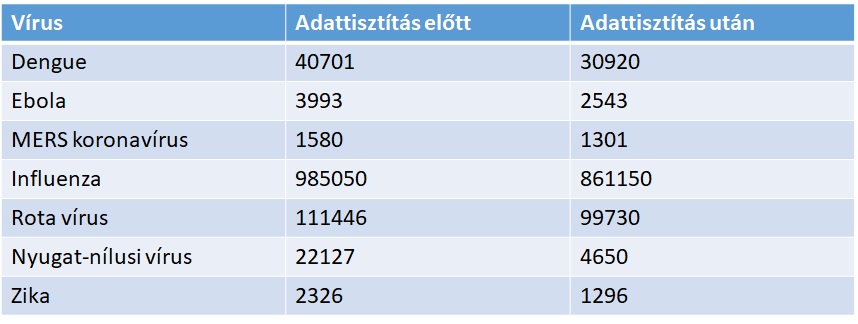 Vírus Adattisztítás előtt Adattisztítás után
Dengue 40701 30920
Ebola 3993 2543
MERS koronavírus 1580 1301
Influenza 985050 861150
Rota vírus 111446 99730
Nyugat-nílusi vírus 22127 4650
Zika 2326 1296